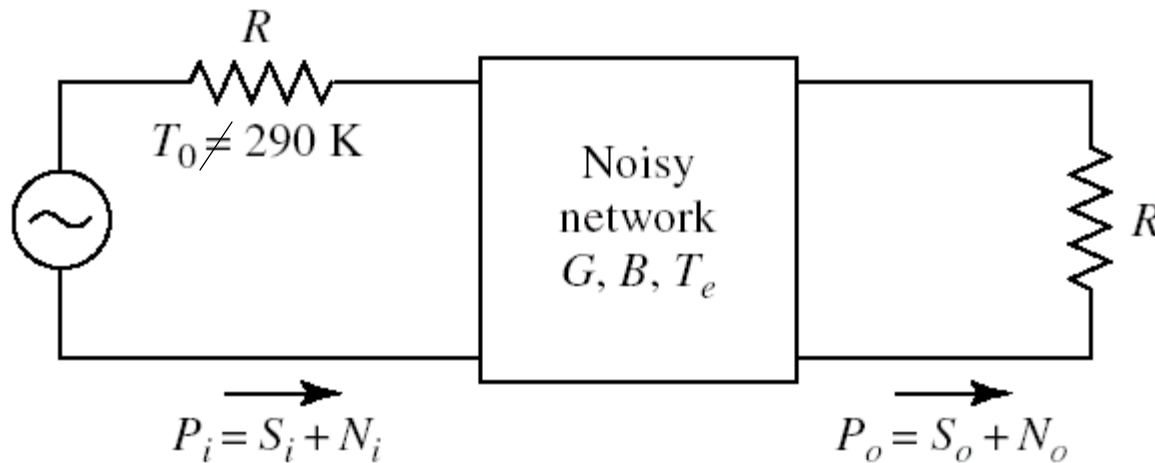 R
T₀ ≠ 290 K
Noisy
network
G, B, Tₑ
R
Pᵢ = Sᵢ + Nᵢ
Pₒ = Sₒ + Nₒ